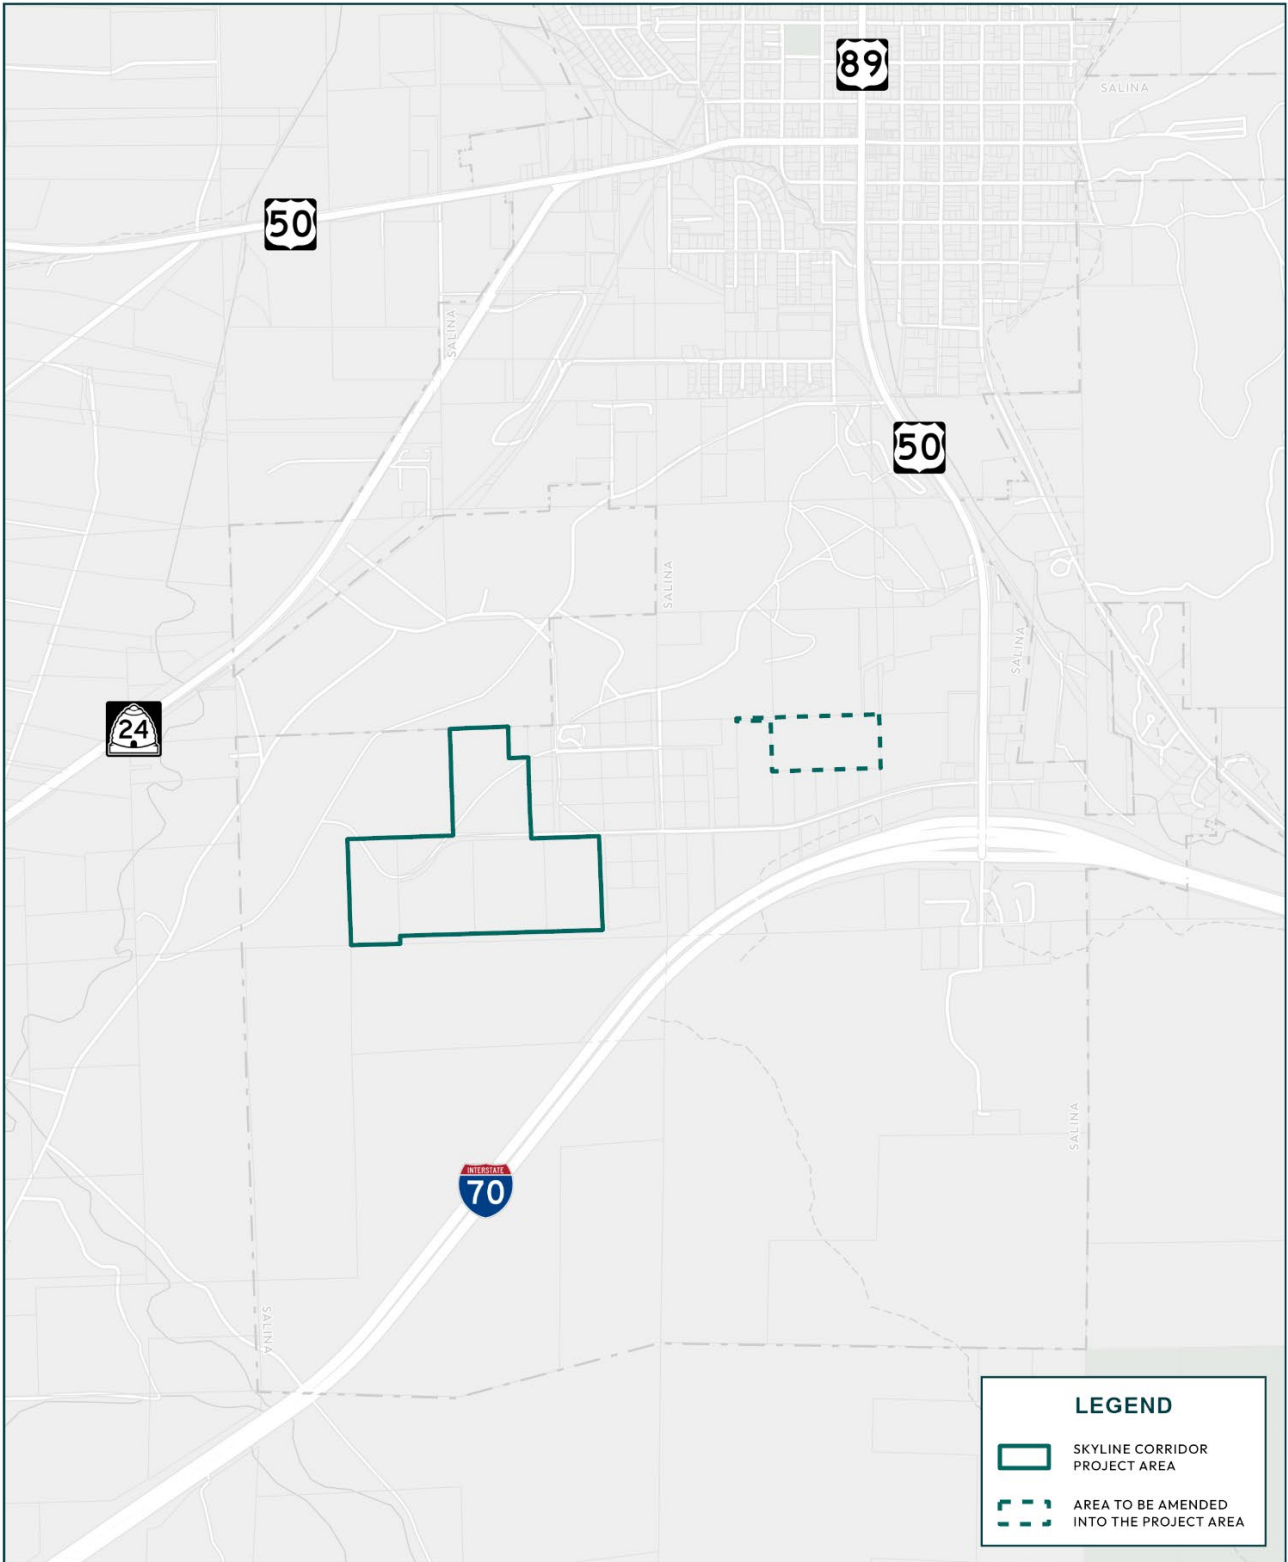 89
SALINA
50
SALINA
50
SALINA
SALINA
24
SALINA
INTERSTATE
70
SALINA
LEGEND
SKYLINE CORRIDOR
PROJECT AREA
AREA TO BE AMENDED
INTO THE PROJECT AREA